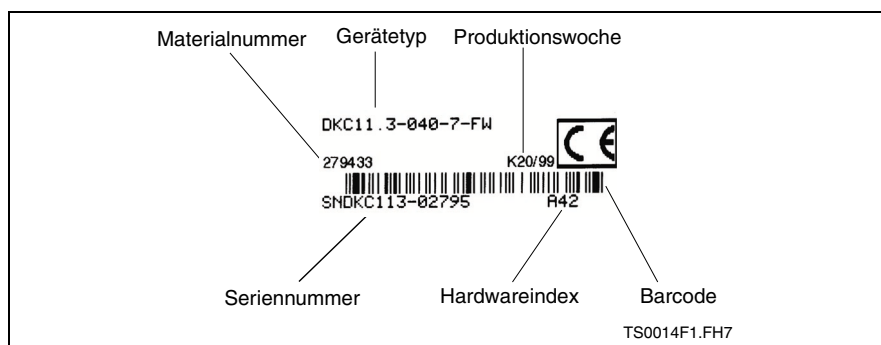 Materialnummer Gerätetyp Produktionswoche
DKC11.3-040-7-FW
CE
279433 K20/99
SNDKC113-02795 A42
Seriennummer Hardwareindex Barcode
TS0014F1.FH7